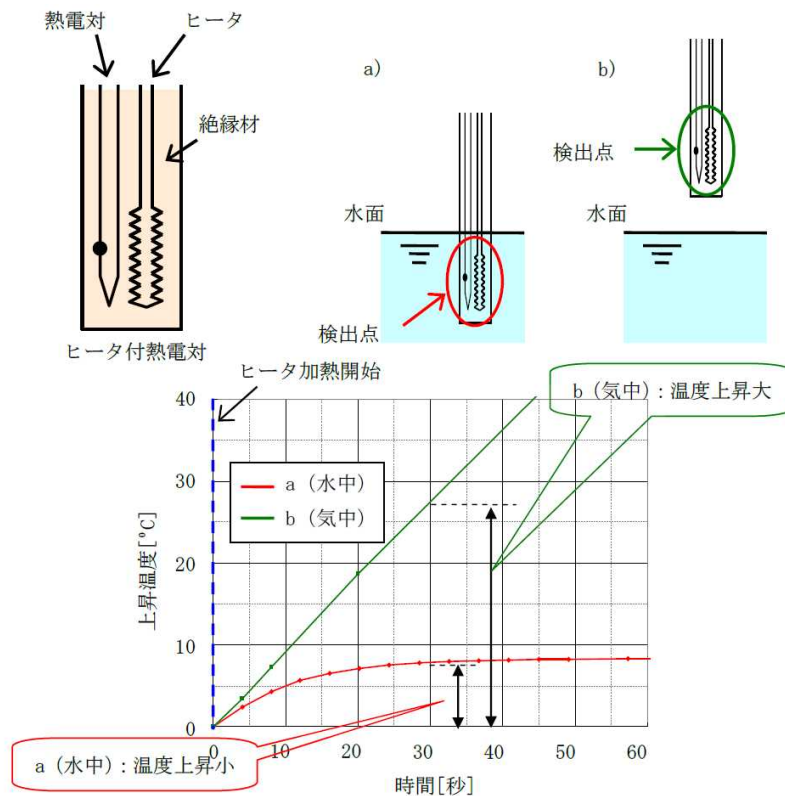 熱電対
ヒータ
絶縁材
ヒータ付熱電対
a)
水面
検出点
b)
検出点
水面
ヒータ加熱開始
b（気中）：温度上昇大
a（水中）
b（気中）
上昇温度[℃]
40
30
20
10
0
0
10
20
30
40
50
60
時間[秒]
a（水中）：温度上昇小